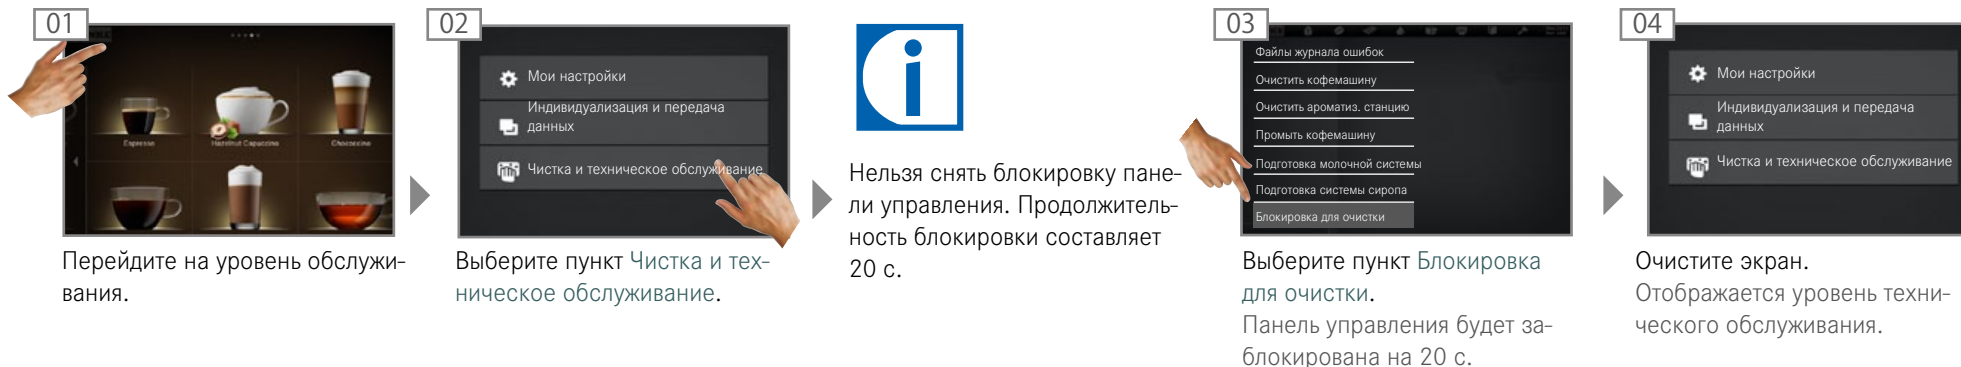 01
Espresso
Hazelnut Capuccino
Chococcino
Перейдите на уровень обслужи-
вания.
02
Мои настройки
Индивидуализация и передача
данных
Чистка и техническое обслуживание
Выберите пункт Чистка и тех-
ническое обслуживание.
i
Нельзя снять блокировку пане-
ли управления. Продолжитель-
ность блокировки составляет
20 с.
03
Файлы журнала ошибок
Очистить кофемашину
Очистить ароматиз. станцию
Промыть кофемашину
Подготовка молочной системы
Подготовка системы сиропа
Блокировка для очистки
Выберите пункт Блокировка
для очистки.
Панель управления будет за-
блокирована на 20 с.
04
Мои настройки
Индивидуализация и передача
данных
Чистка и техническое обслуживание
Очистите экран.
Отображается уровень техни-
ческого обслуживания.